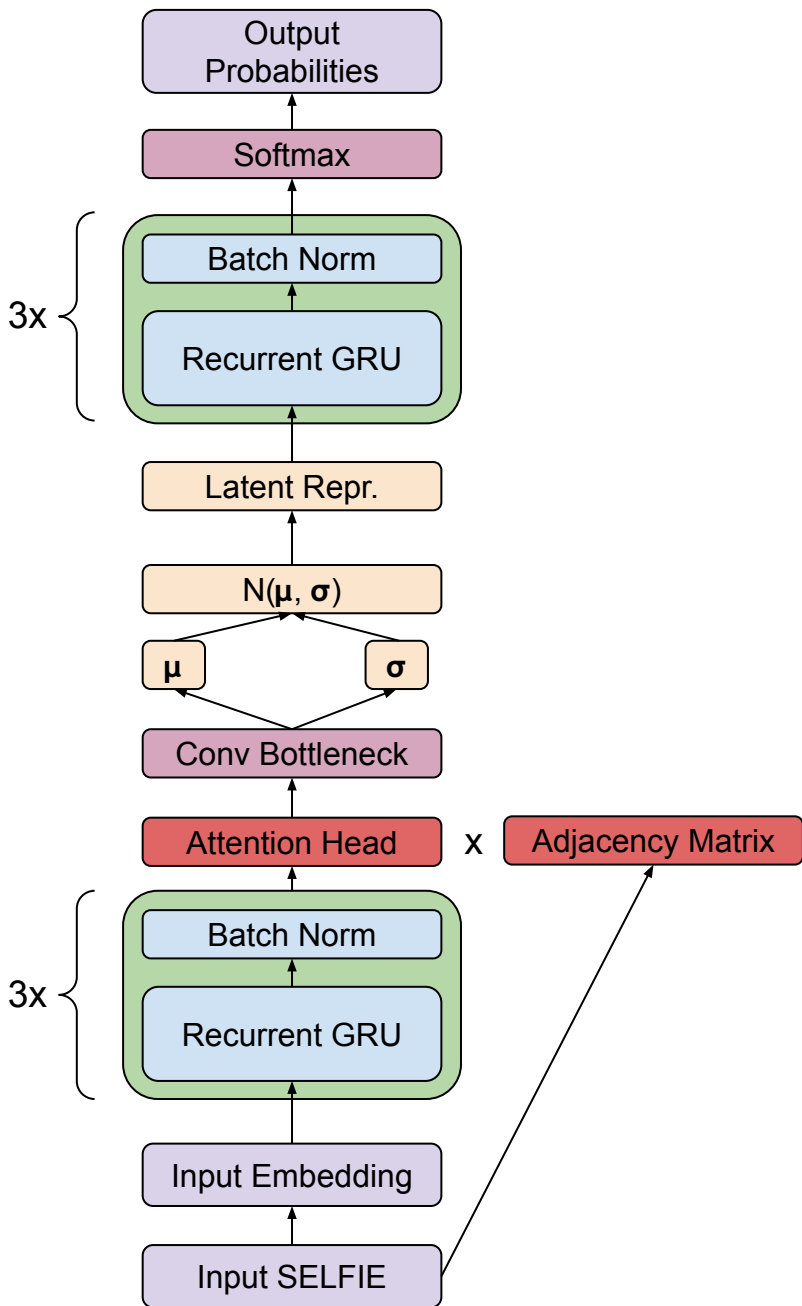 Output
Probabilities
Softmax
Batch Norm
3x
Recurrent GRU
Latent Repr.
N(μ, σ)
μ
σ
Conv Bottleneck
Attention Head
x
Adjacency Matrix
Batch Norm
3x
Recurrent GRU
Input Embedding
Input SELFIE